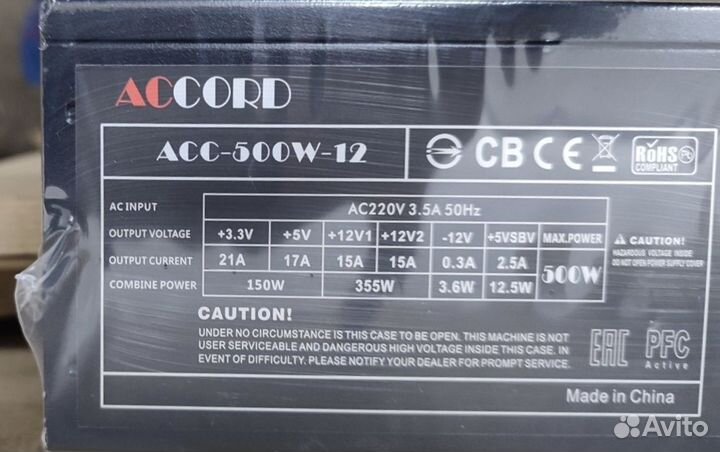 ACCORD
ACC-500W-12
CB CE RoHS COMPLIANT Pb
AC INPUT AC220V 3.5A 50Hz
OUTPUT VOLTAGE +3.3V +5V +12V1 +12V2 -12V +5VSBV MAX.POWER
OUTPUT CURRENT 21A 17A 15A 15A 0.3A 2.5A 500W
COMBINE POWER 150W 355W 3.6W 12.5W
CAUTION!
HAZARDOUS VOLTAGE INSIDE
DO NOT OPEN POWER SUPPLY COVER
CAUTION!
UNDER NO CIRCUMSTANCE IS THIS CASE TO BE OPEN. THIS MACHINE IS NOT
USER SERVICEABLE AND DANGEROUS HIGH VOLTAGE INSIDE THIS CASE. IN
EVENT OF DIFFICULTY. PLEASE NOTIFY YOUR DEALER FOR PROMPT SERVICE.
EAC PFC
Active
Made in China
Avito